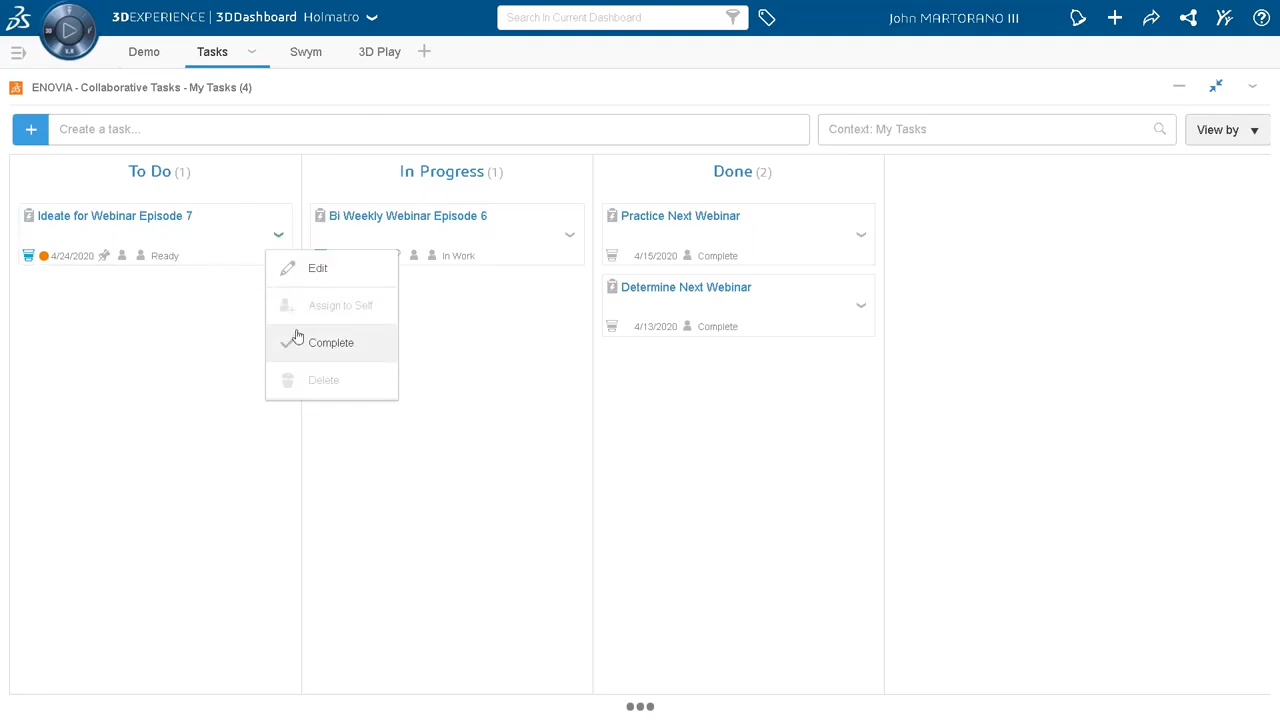 3DEXPERIENCE | 3DDashboard Holmatro
Search In Current Dashboard
John MARTORANO III
Demo
Tasks
Swym
3D Play
ENOVIA - Collaborative Tasks - My Tasks (4)
Create a task...
Context: My Tasks
View by
To Do (1)
In Progress (1)
Done (2)
Ideate for Webinar Episode 7
4/24/2020 Ready
Bi Weekly Webinar Episode 6
In Work
Practice Next Webinar
4/15/2020 Complete
Determine Next Webinar
4/13/2020 Complete
Edit
Assign to Self
Complete
Delete